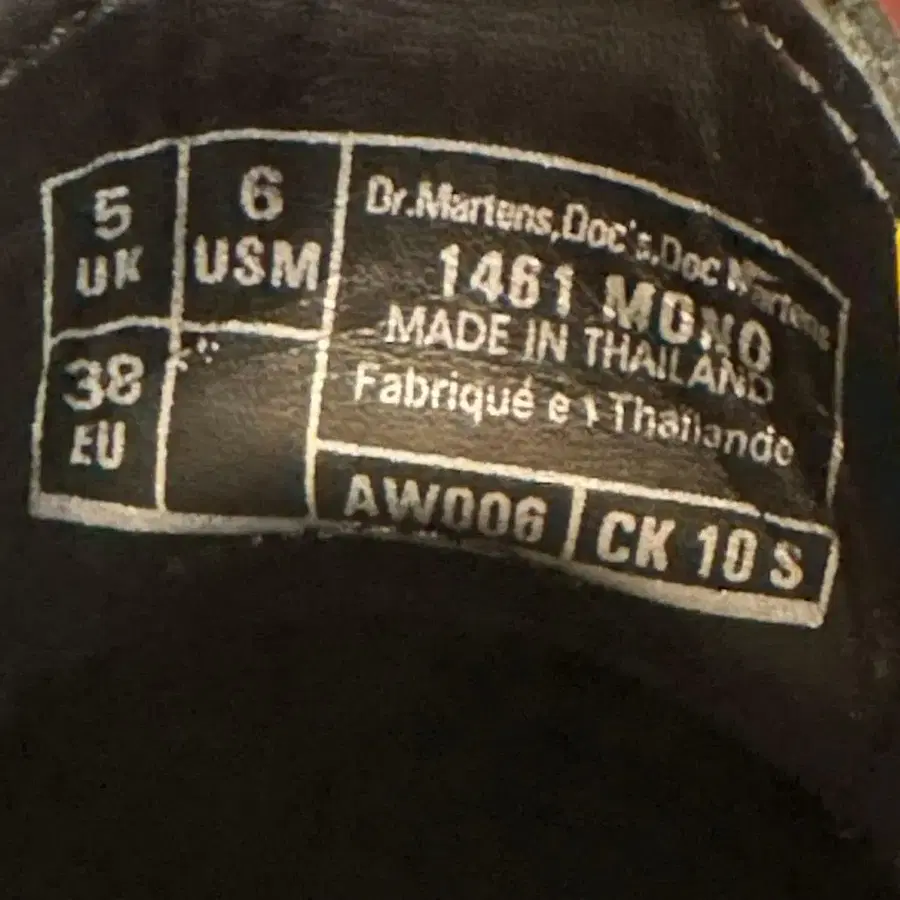 5
UK
6
USM
38
EU
Dr.Martens,Doc's,Doc Martens
1461 MONO
MADE IN THAILAND
Fabriqué en Thaïlande
AW006
CK 10 S